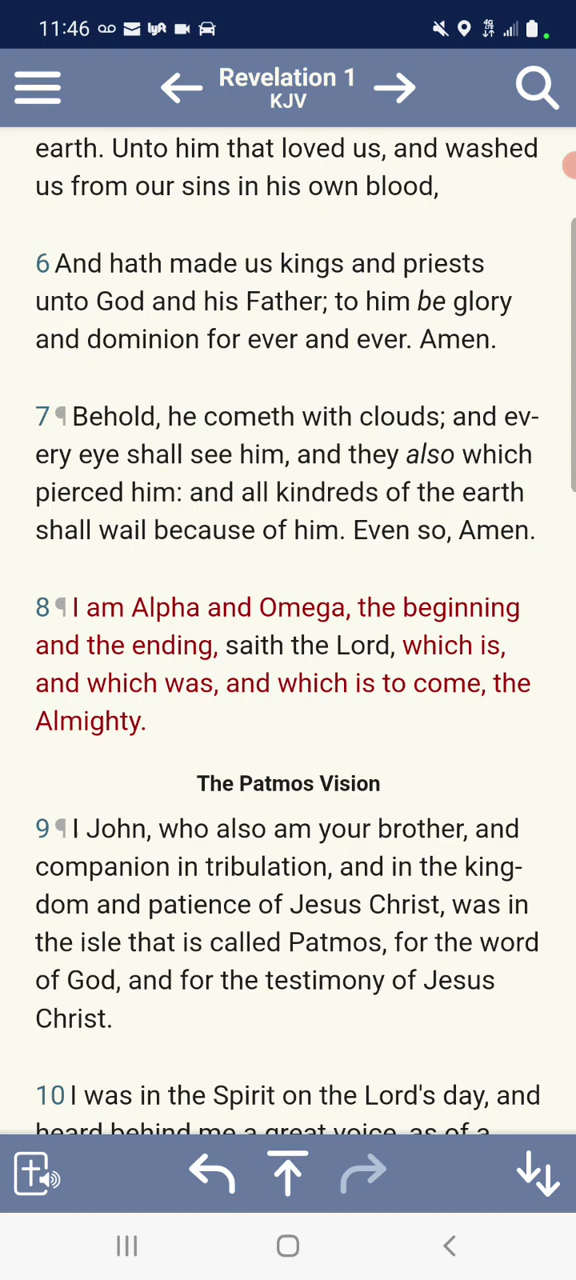 11:46 lyft
Revelation 1
KJV
earth. Unto him that loved us, and washed
us from our sins in his own blood,
6 And hath made us kings and priests
unto God and his Father; to him be glory
and dominion for ever and ever. Amen.
7 ¶ Behold, he cometh with clouds; and ev-
ery eye shall see him, and they also which
pierced him: and all kindreds of the earth
shall wail because of him. Even so, Amen.
8 ¶ I am Alpha and Omega, the beginning
and the ending, saith the Lord, which is,
and which was, and which is to come, the
Almighty.
The Patmos Vision
9 ¶ I John, who also am your brother, and
companion in tribulation, and in the king-
dom and patience of Jesus Christ, was in
the isle that is called Patmos, for the word
of God, and for the testimony of Jesus
Christ.
10 I was in the Spirit on the Lord's day, and
heard behind me a great voice, as of a